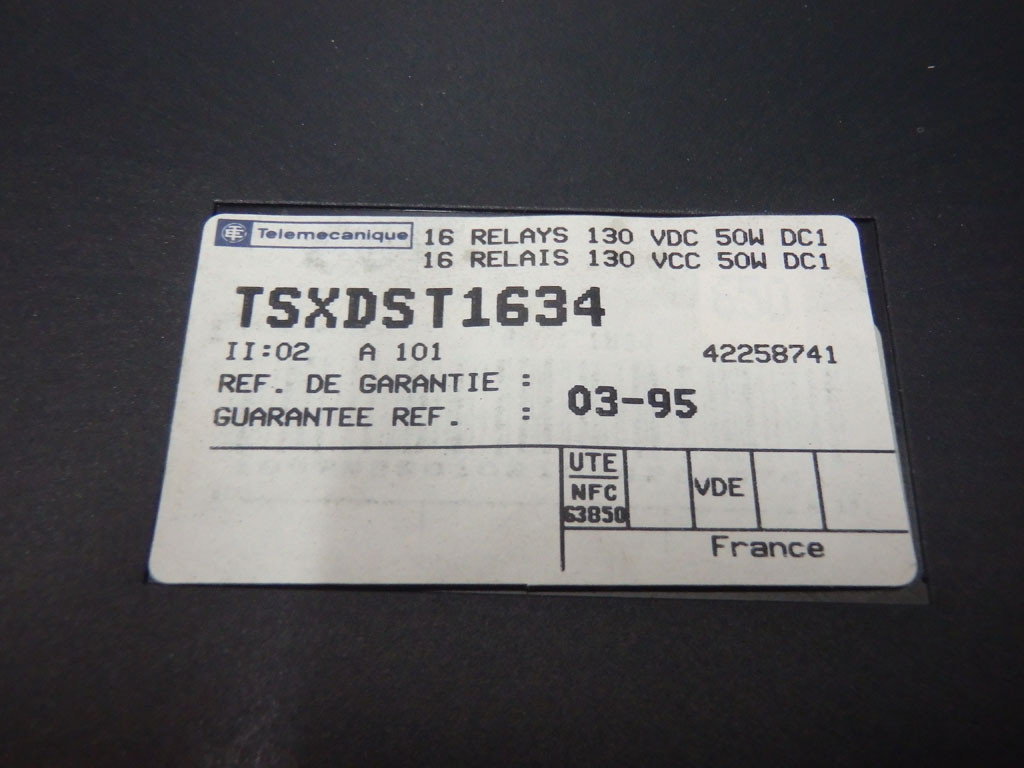 Telemecanique
16 RELAYS 130 VDC 50W DC1
16 RELAIS 130 VCC 50W DC1
TSXDST1634
II:02 A 101 42258741
REF. DE GARANTIE :
GUARANTEE REF. : 03-95
UTE
NFC
63850
VDE
France